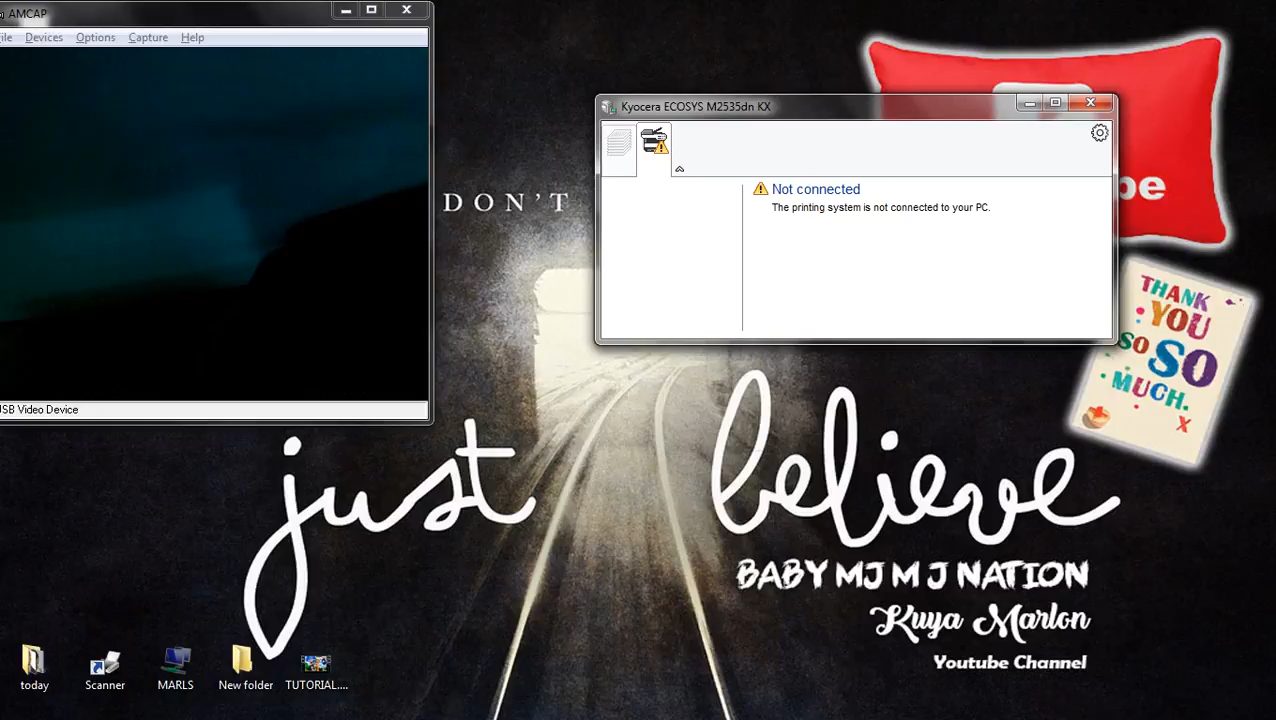 AMCAP
ile Devices Options Capture Help
USB Video Device
Kyocera ECOSYS M2535dn KX
Not connected
The printing system is not connected to your PC.
be
DON'T
THANK
YOU
SO SO
MUCH.
X
just believe
BABY MJ M J NATION
Kuya Marlon
Youtube Channel
today
Scanner
MARLS
New folder
TUTORIAL....